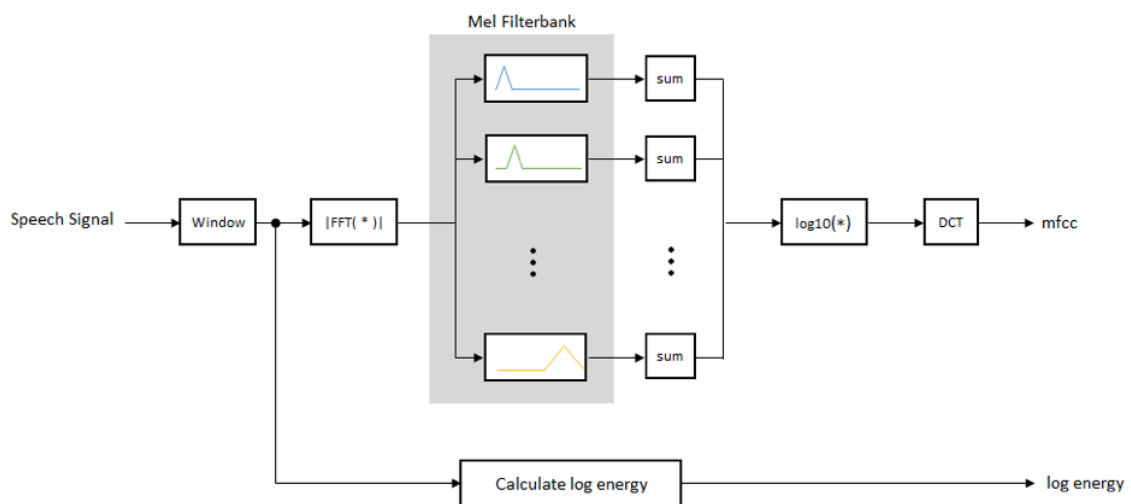 Mel Filterbank
sum
sum
Speech Signal
Window
|FFT( * )|
log10(*)
DCT
mfcc
sum
Calculate log energy
log energy